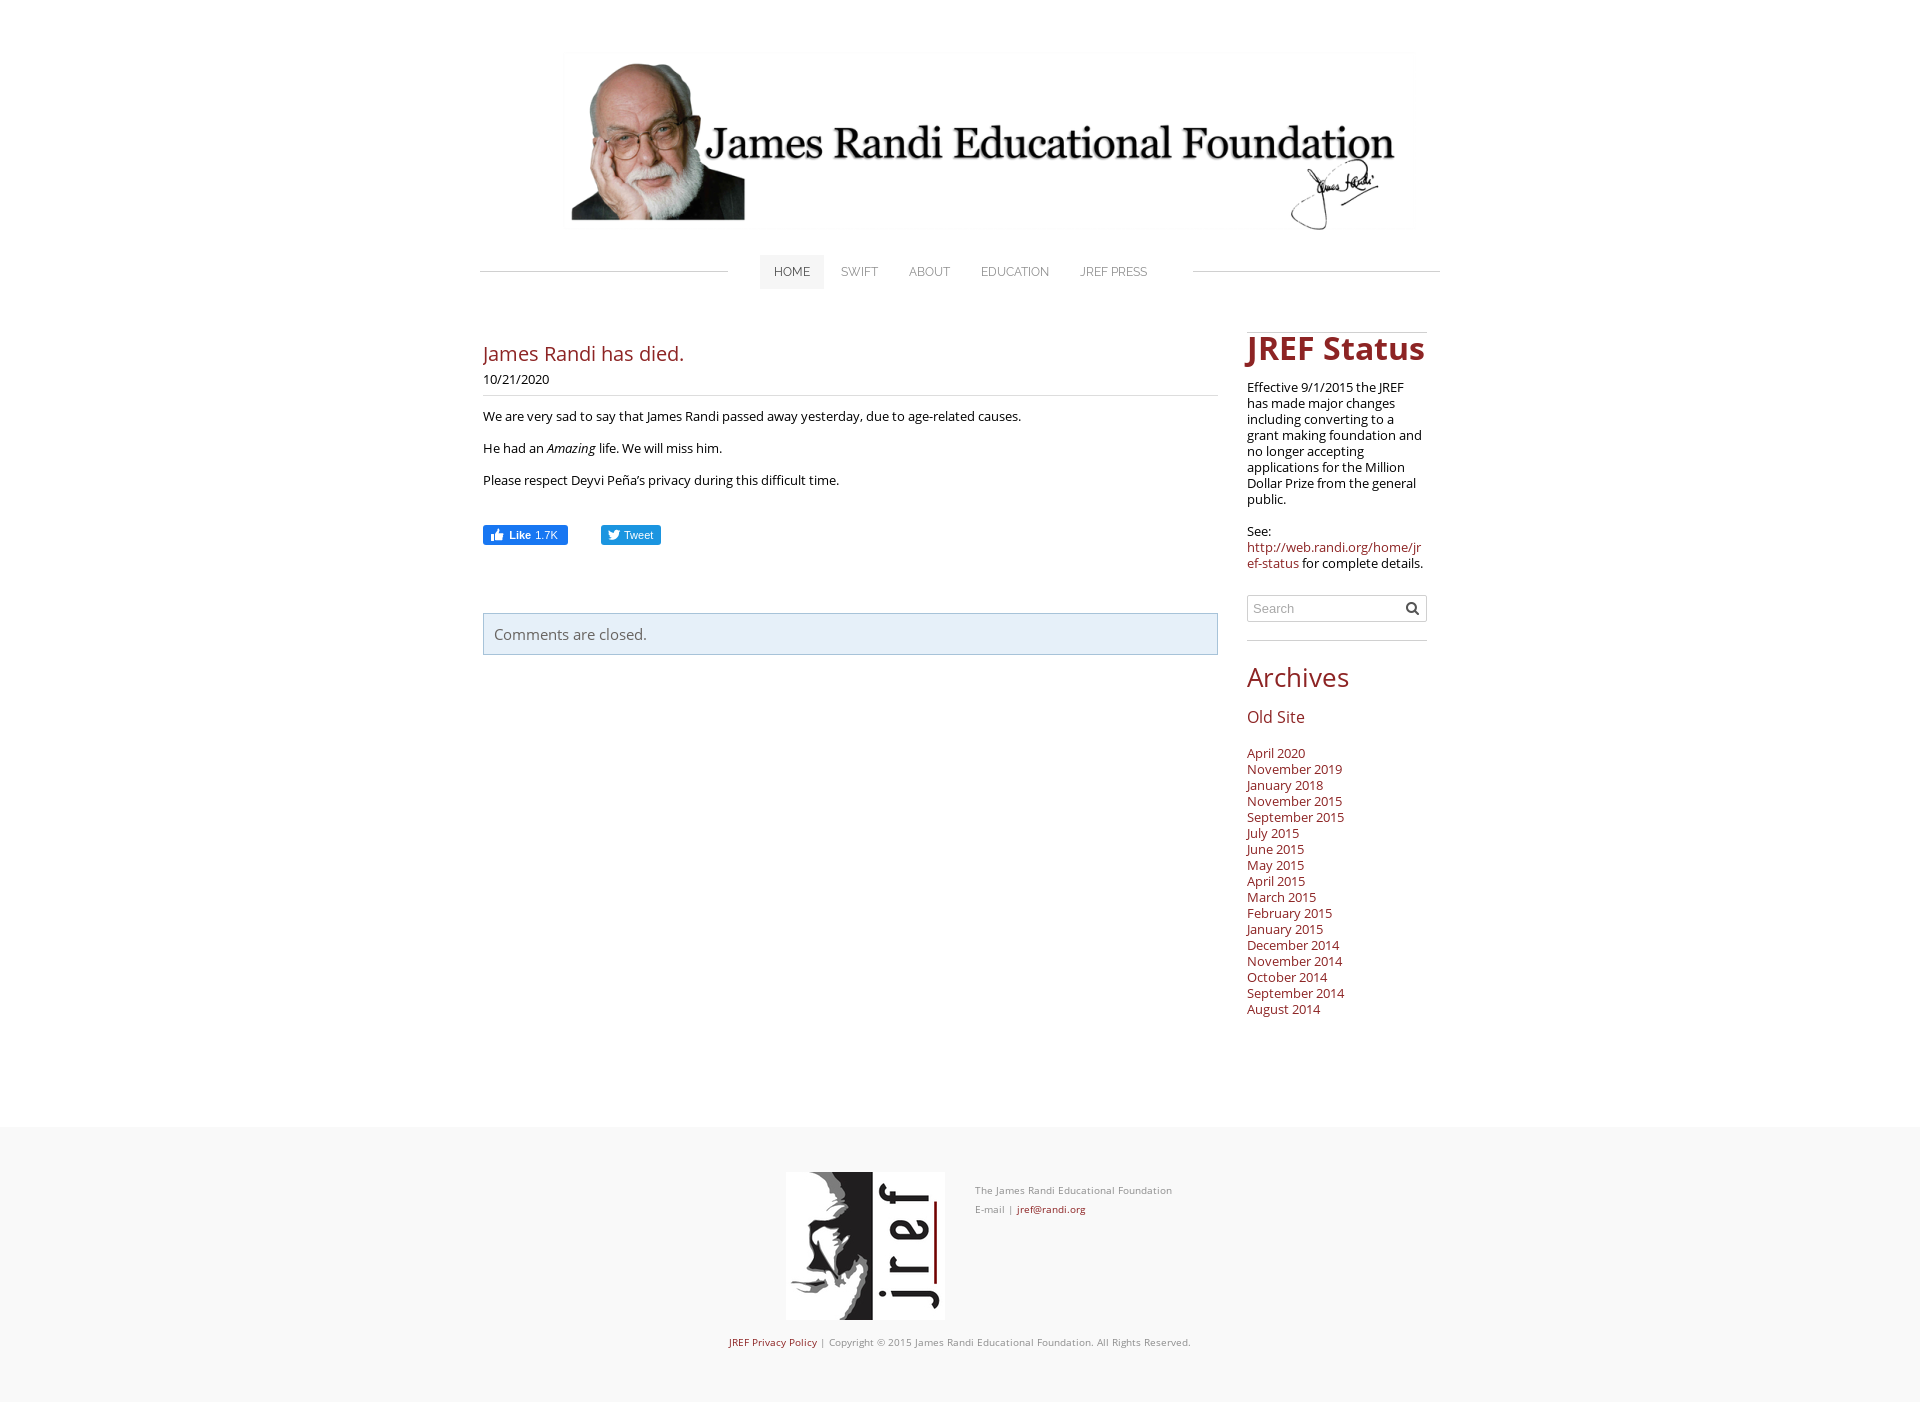 James Randi Educational Foundation
James Randi
HOME
SWIFT
ABOUT
EDUCATION
JREF PRESS
James Randi has died.
10/21/2020
We are very sad to say that James Randi passed away yesterday, due to age-related causes.
He had an Amazing life. We will miss him.
Please respect Deyvi Peña’s privacy during this difficult time.
Like 1.7K
Tweet
Comments are closed.
JREF Status
Effective 9/1/2015 the JREF
has made major changes
including converting to a
grant making foundation and
no longer accepting
applications for the Million
Dollar Prize from the general
public.
See:
http://web.randi.org/home/jr
ef-status for complete details.
Search
Archives
Old Site
April 2020
November 2019
January 2018
November 2015
September 2015
July 2015
June 2015
May 2015
April 2015
March 2015
February 2015
January 2015
December 2014
November 2014
October 2014
September 2014
August 2014
jref
The James Randi Educational Foundation
E-mail | jref@randi.org
JREF Privacy Policy | Copyright © 2015 James Randi Educational Foundation. All Rights Reserved.